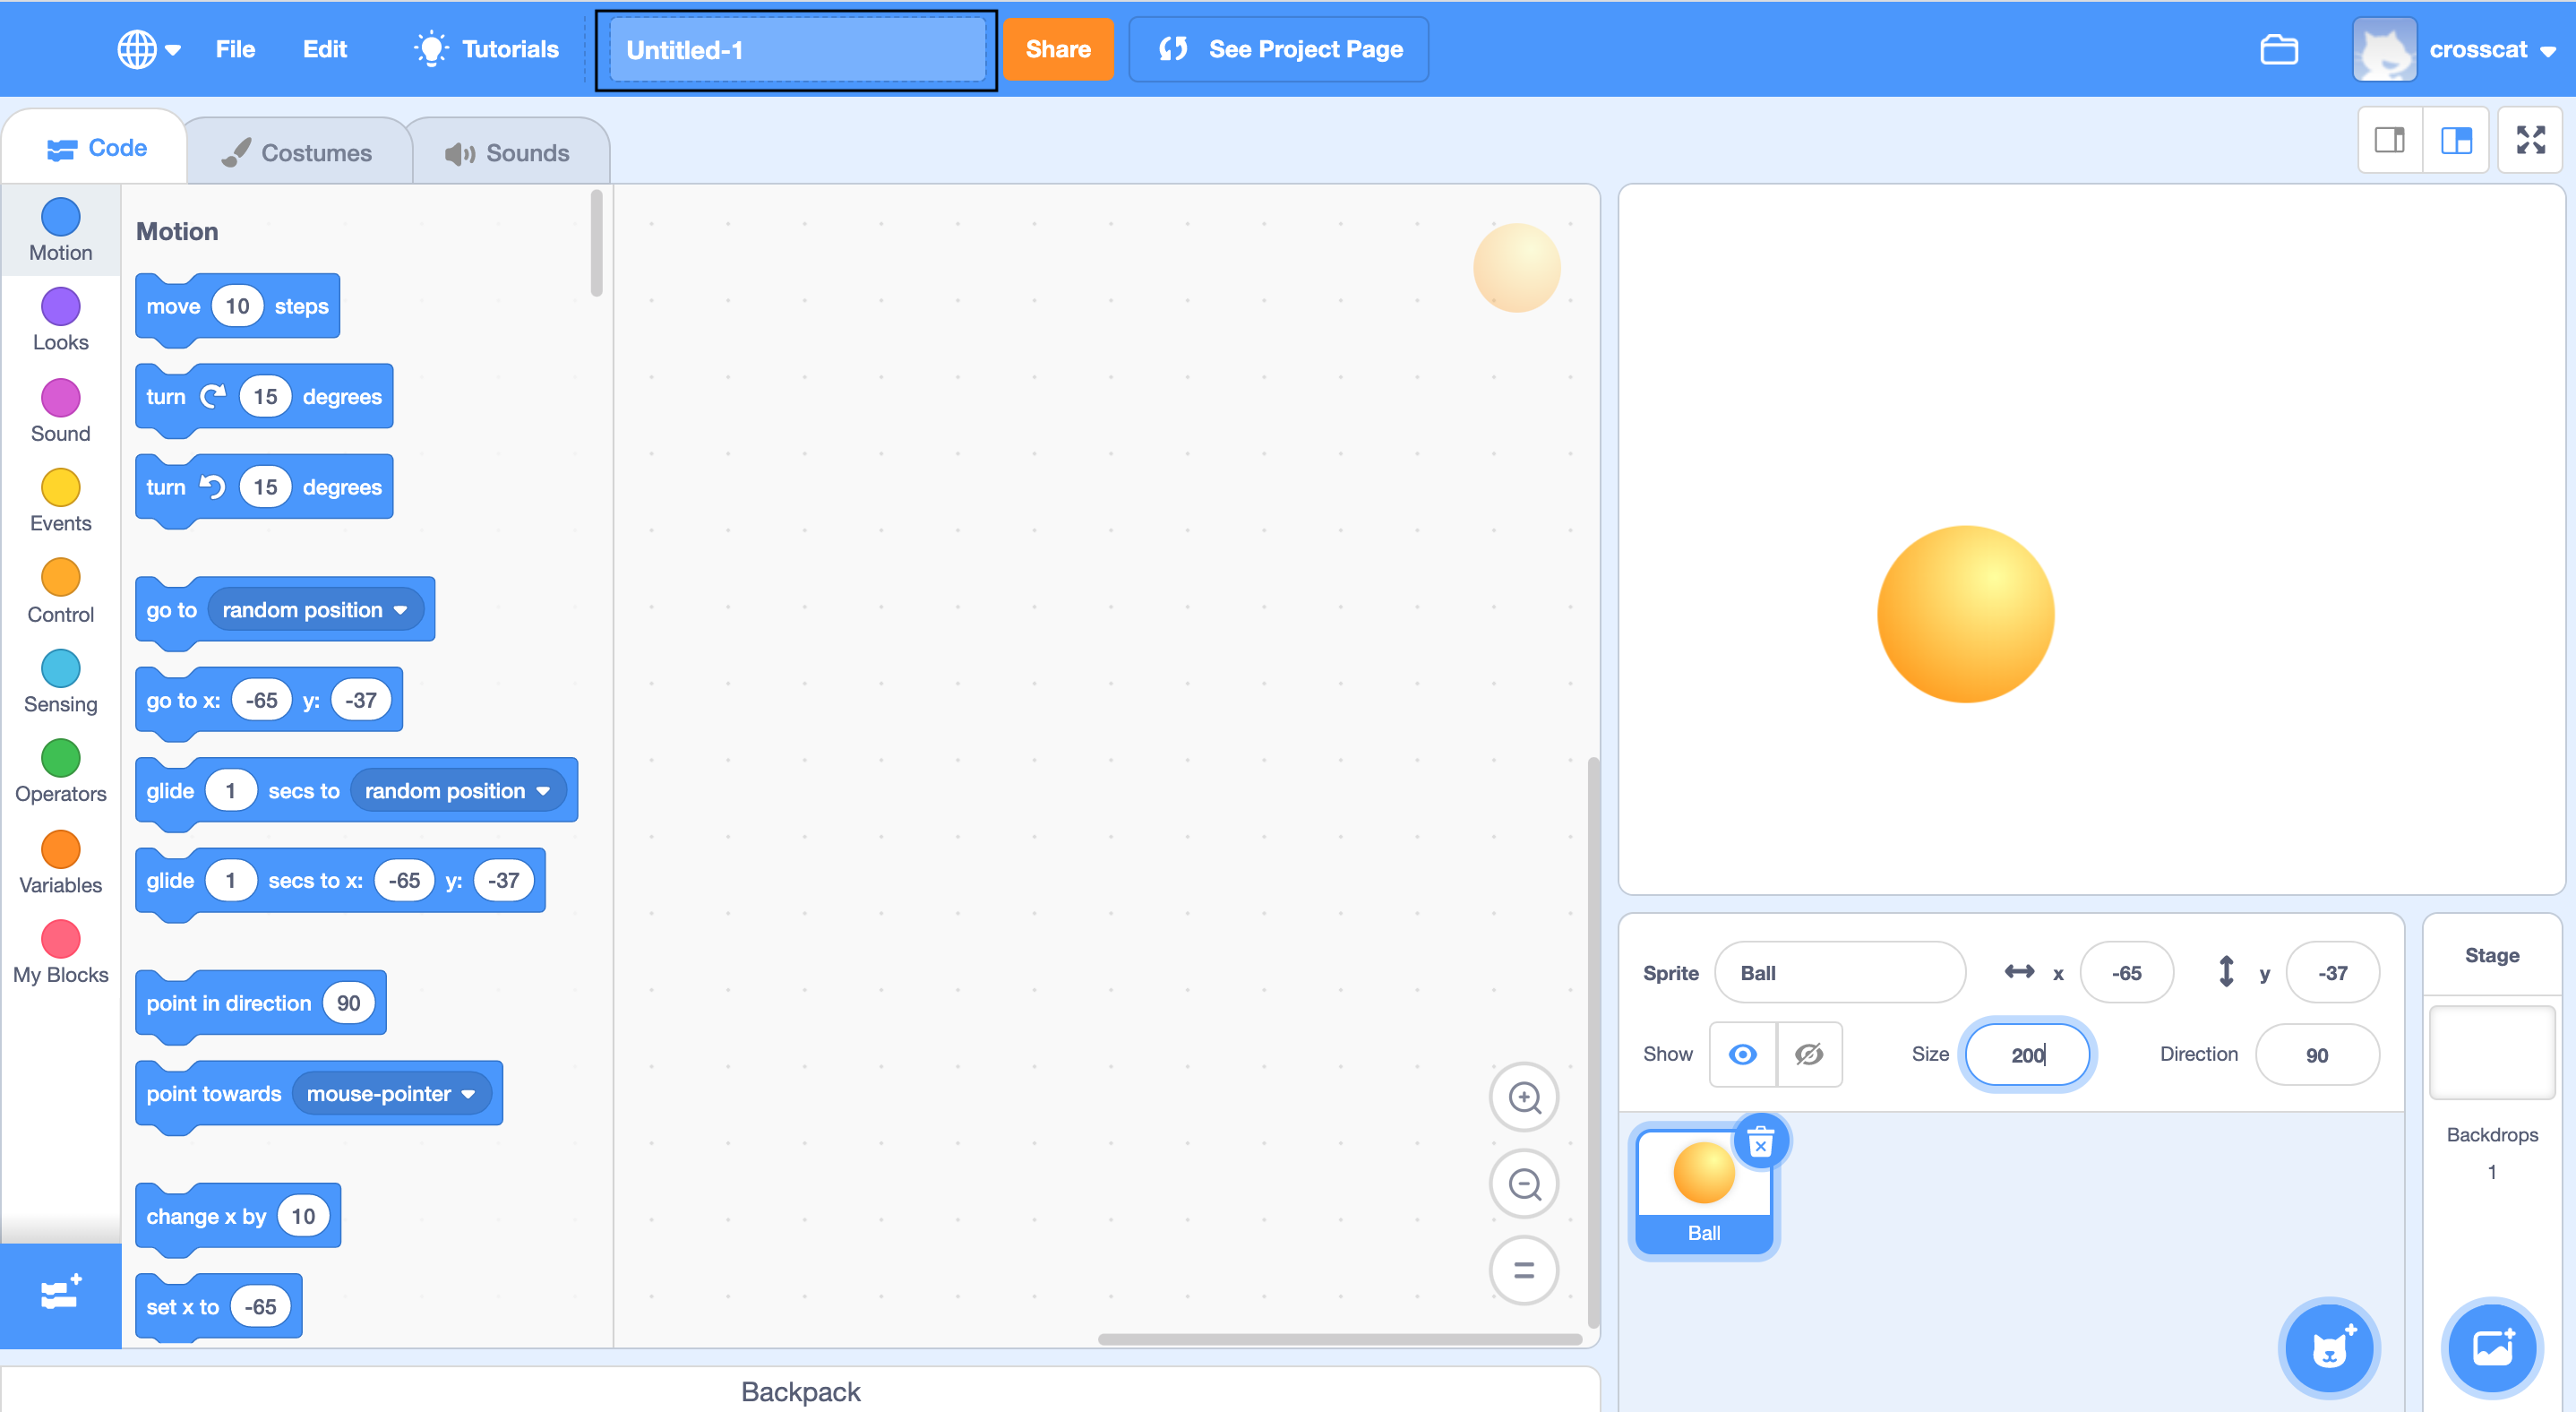 File Edit Tutorials Untitled-1 Share See Project Page crosscat
Code Costumes Sounds
Motion
Looks
Sound
Events
Control
Sensing
Operators
Variables
My Blocks
Motion
move 10 steps
turn 15 degrees
turn 15 degrees
go to random position
go to x: -65 y: -37
glide 1 secs to random position
glide 1 secs to x: -65 y: -37
point in direction 90
point towards mouse-pointer
change x by 10
set x to -65
Backpack
Sprite Ball x -65 y -37
Show Size 200 Direction 90
Ball
Stage
Backdrops
1